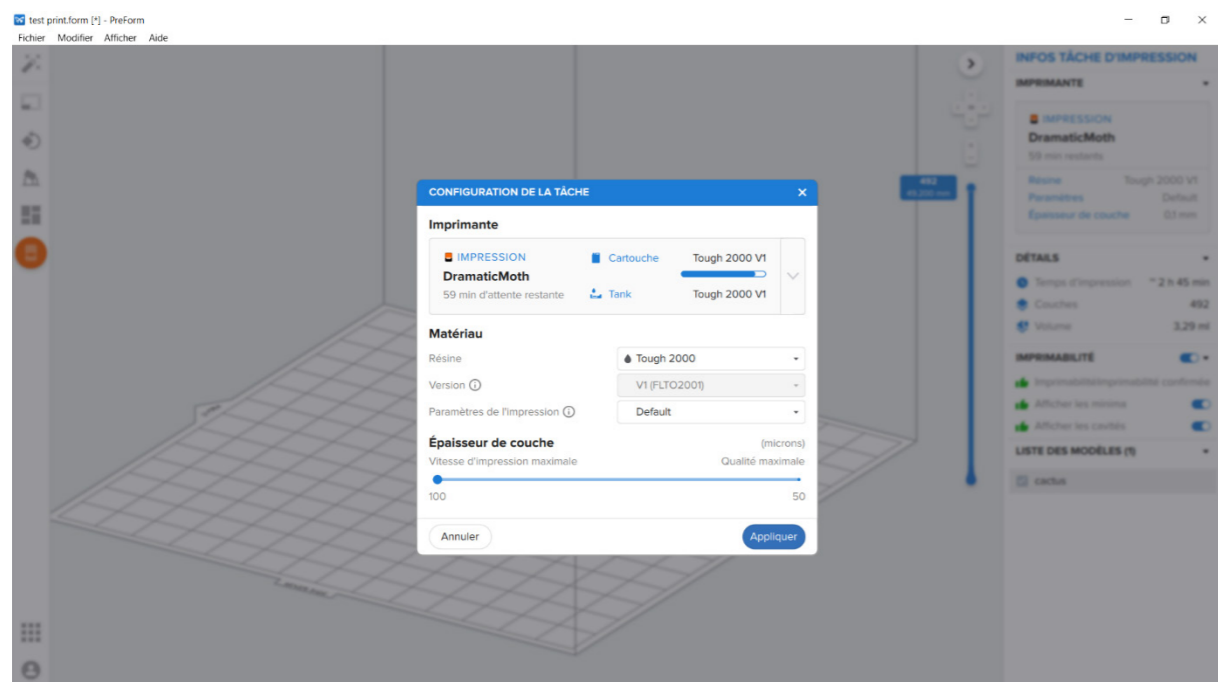 test print.form [*] - PreForm
Fichier Modifier Afficher Aide
INFOS TÂCHE D'IMPRESSION
IMPRIMANTE
IMPRESSION
DramaticMoth
59 min restants
Résine Tough 2000 V1
Paramètres Default
Épaisseur de couche 0,1 mm
492
49.200 mm
CONFIGURATION DE LA TÂCHE
Imprimante
IMPRESSION Cartouche Tough 2000 V1
DramaticMoth
59 min d'attente restante Tank Tough 2000 V1
Matériau
Résine Tough 2000
Version V1 (FLTO2001)
Paramètres de l'impression Default
Épaisseur de couche (microns)
Vitesse d'impression maximale Qualité maximale
100 50
Annuler Appliquer
DÉTAILS
Temps d'impression ~ 2 h 45 min
Couches 492
Volume 3,29 ml
IMPRIMABILITÉ
Afficher les minima
Afficher les cavités
LISTE DES MODÈLES (1)
cactus